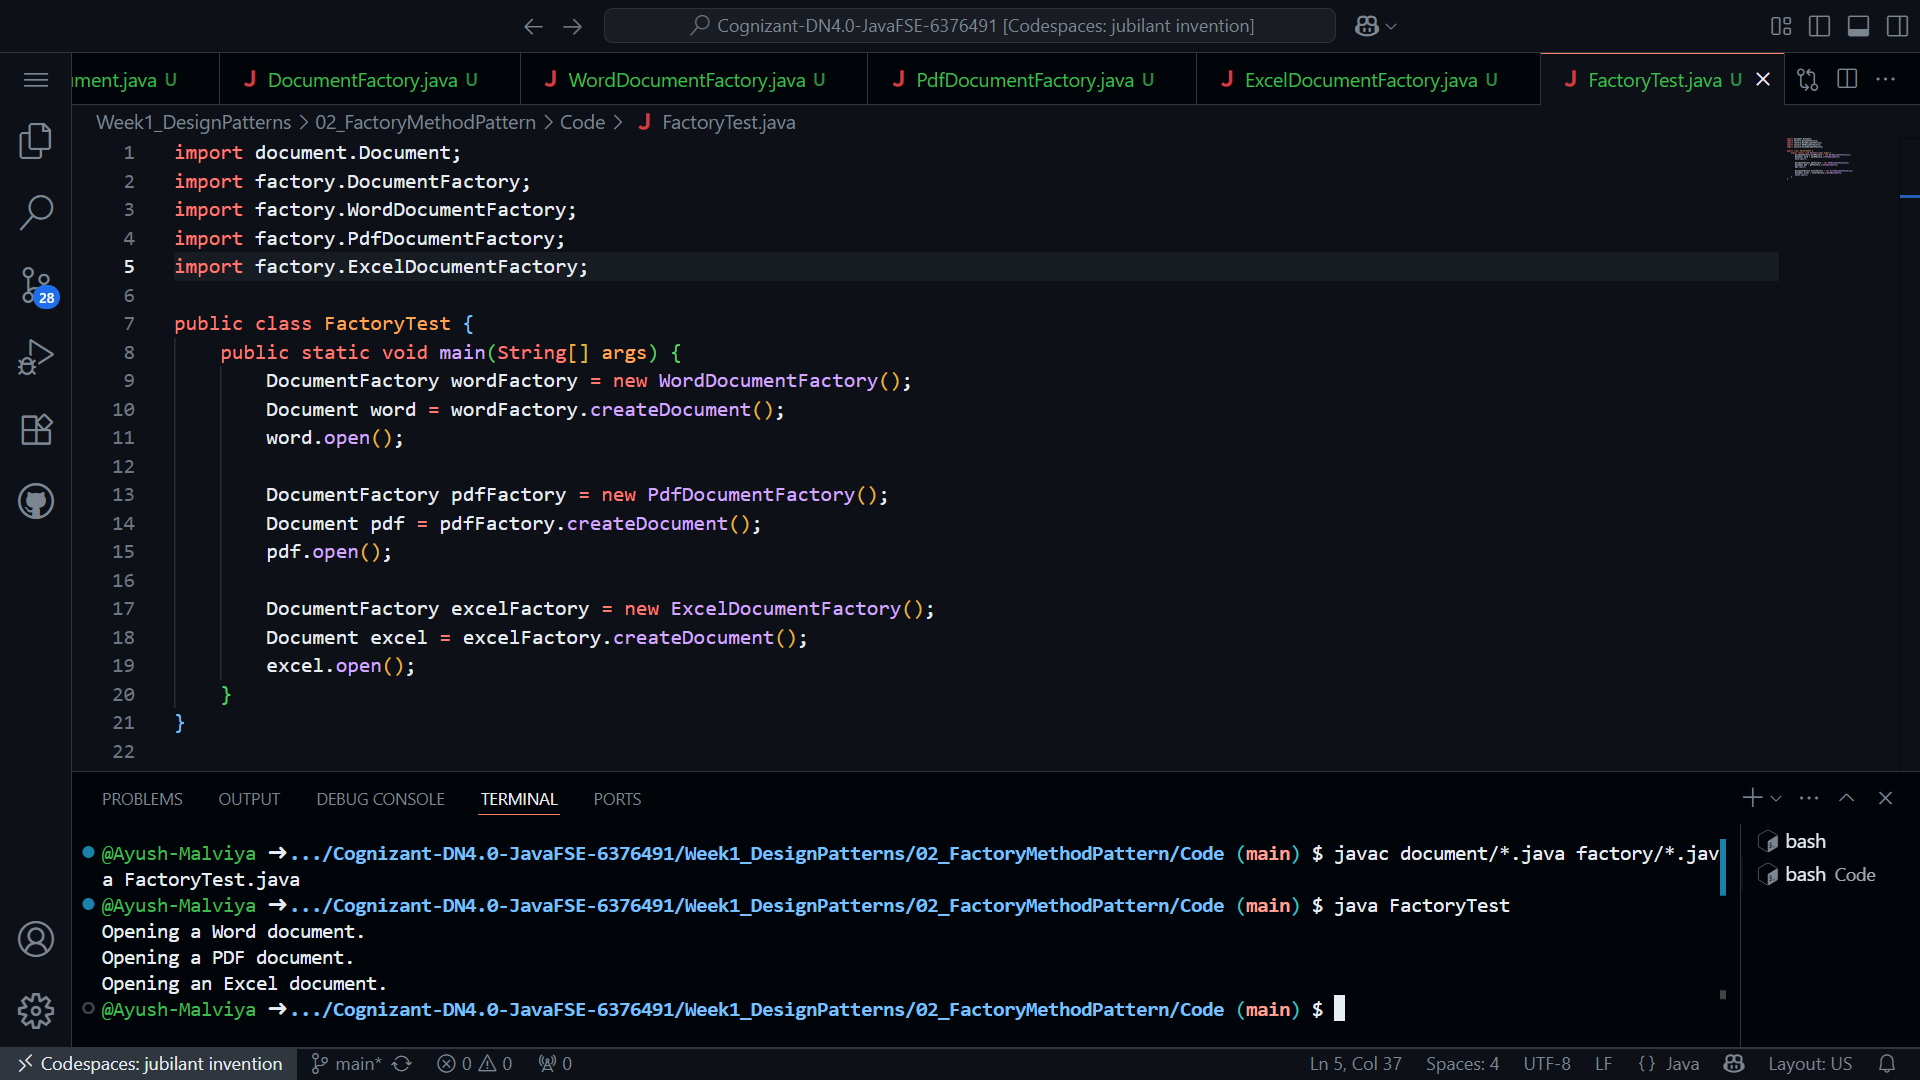 Cognizant-DN4.0-JavaFSE-6376491 [Codespaces: jubilant invention]
ment.java U
J DocumentFactory.java U
J WordDocumentFactory.java U
J PdfDocumentFactory.java U
J ExcelDocumentFactory.java U
J FactoryTest.java U
Week1_DesignPatterns > 02_FactoryMethodPattern > Code > J FactoryTest.java
1 import document.Document;
2 import factory.DocumentFactory;
3 import factory.WordDocumentFactory;
4 import factory.PdfDocumentFactory;
5 import factory.ExcelDocumentFactory;
6
7 public class FactoryTest {
8 public static void main(String[] args) {
9 DocumentFactory wordFactory = new WordDocumentFactory();
10 Document word = wordFactory.createDocument();
11 word.open();
12
13 DocumentFactory pdfFactory = new PdfDocumentFactory();
14 Document pdf = pdfFactory.createDocument();
15 pdf.open();
16
17 DocumentFactory excelFactory = new ExcelDocumentFactory();
18 Document excel = excelFactory.createDocument();
19 excel.open();
20 }
21 }
22
28
PROBLEMS OUTPUT DEBUG CONSOLE TERMINAL PORTS
@Ayush-Malviya ➜.../Cognizant-DN4.0-JavaFSE-6376491/Week1_DesignPatterns/02_FactoryMethodPattern/Code (main) $ javac document/*.java factory/*.jav
a FactoryTest.java
@Ayush-Malviya ➜.../Cognizant-DN4.0-JavaFSE-6376491/Week1_DesignPatterns/02_FactoryMethodPattern/Code (main) $ java FactoryTest
Opening a Word document.
Opening a PDF document.
Opening an Excel document.
@Ayush-Malviya ➜.../Cognizant-DN4.0-JavaFSE-6376491/Week1_DesignPatterns/02_FactoryMethodPattern/Code (main) $
bash
bash Code
Codespaces: jubilant invention main* 0 0 0 Ln 5, Col 37 Spaces: 4 UTF-8 LF {} Java Layout: US